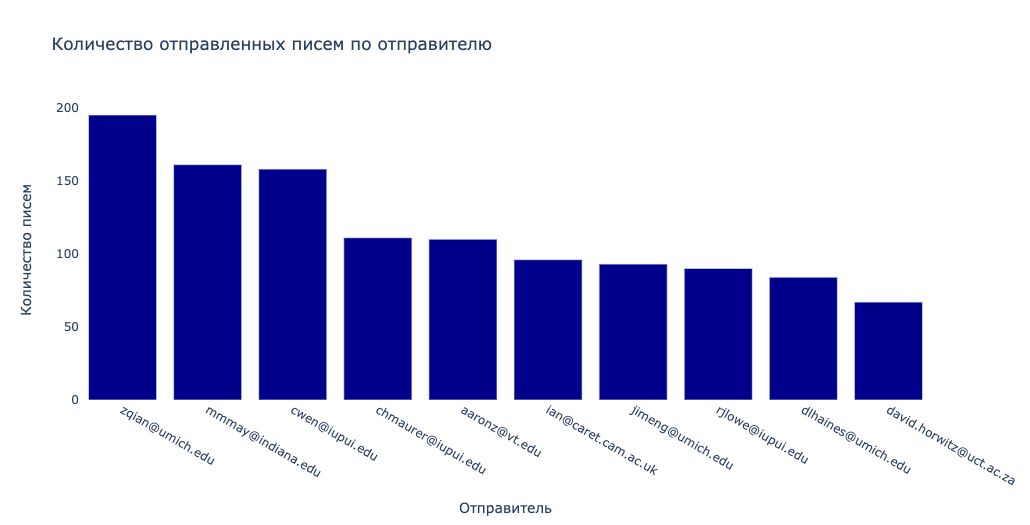 Количество отправленных писем по отправителю
Количество писем
200
150
100
50
0
zqian@umich.edu
mmmay@indiana.edu
cwen@iupui.edu
chmaurer@iupui.edu
aaronz@vt.edu
ian@caret.cam.ac.uk
jimeng@umich.edu
rjlowe@iupui.edu
dlhaines@umich.edu
david.horwitz@uct.ac.za
Отправитель